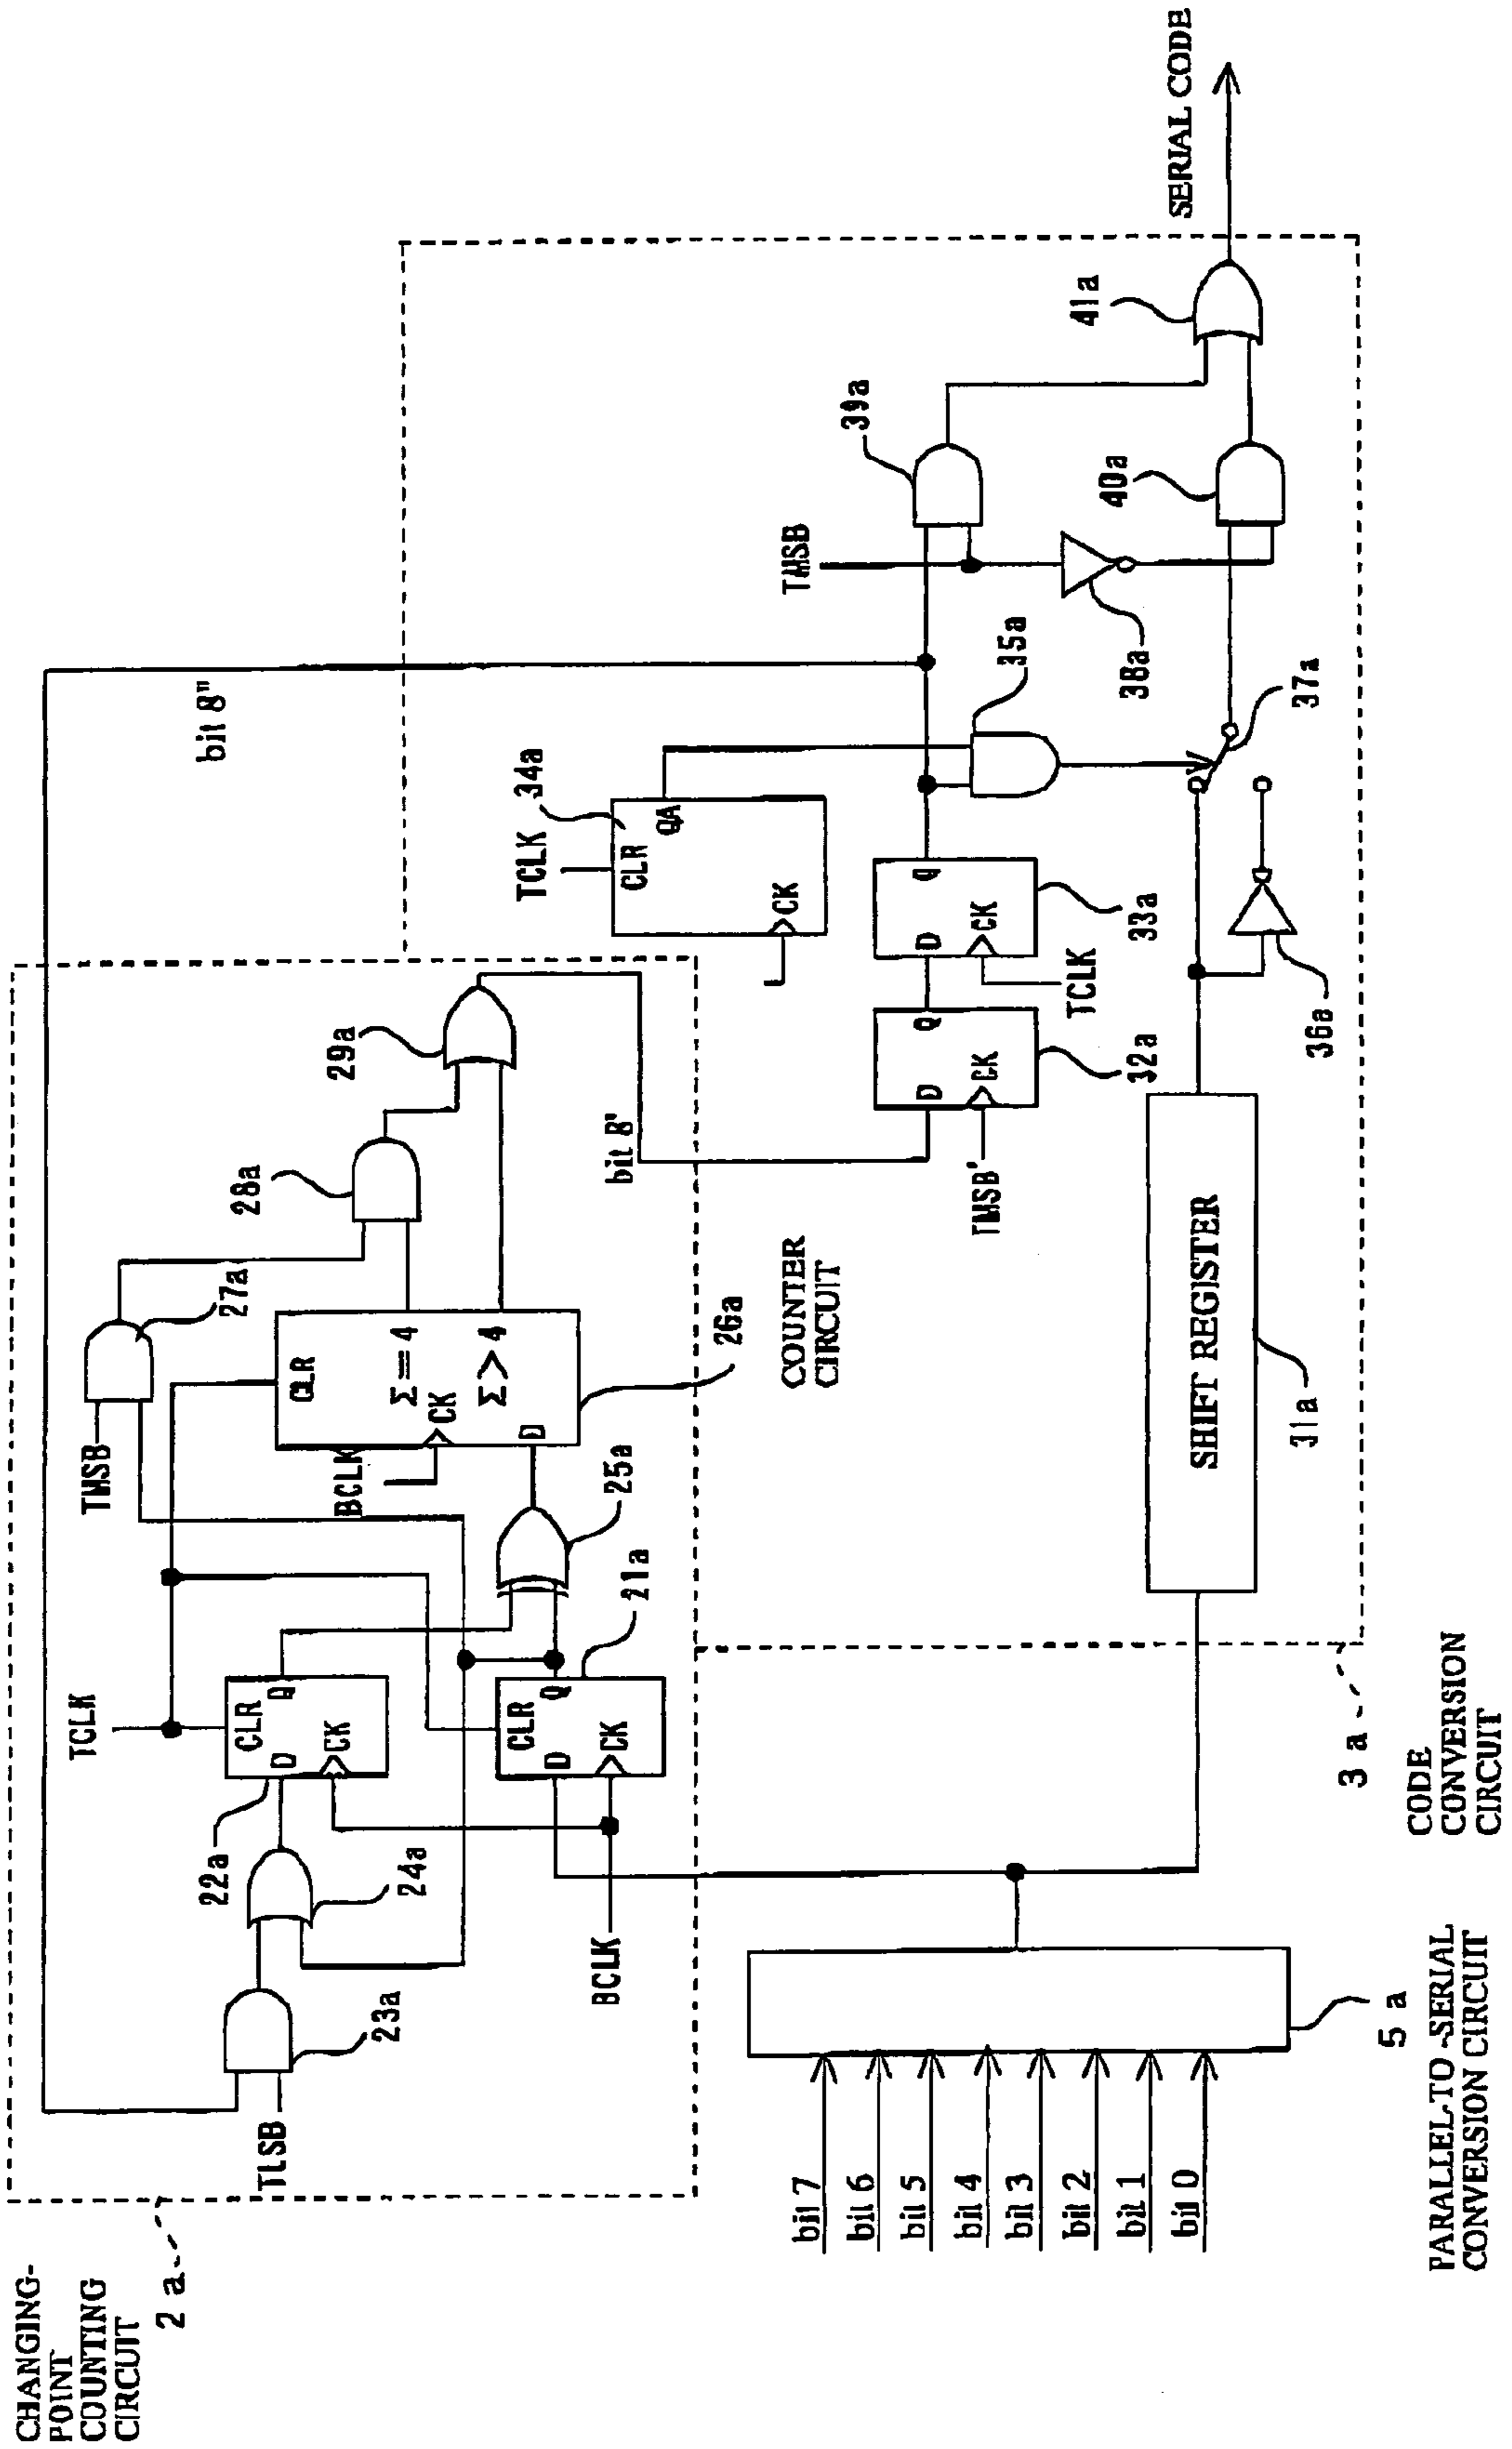 CHANGING-
POINT
COUNTING
CIRCUIT
2a
TLSB
23a
24a
22a
TCLK
D
Q
CLR
CK
BCLK
D
Q
CLR
CK
21a
25a
TMSB
27a
BCLK
CLR
Σ=4
CK
Σ>4
D
26a
28a
29a
bit 8'
bit 8"
COUNTER
CIRCUIT
TCLK
34a
CLR
QA
CK
TMSB'
D
Q
CK
32a
TCLK
D
Q
CK
33a
35a
TMSB
38a
39a
40a
41a
SERIAL CODE
37a
36a
SHIFT REGISTER
31a
3a
CODE
CONVERSION
CIRCUIT
bit 7
bit 6
bit 5
bit 4
bit 3
bit 2
bit 1
bit 0
5a
PARALLEL-TO-SERIAL
CONVERSION CIRCUIT